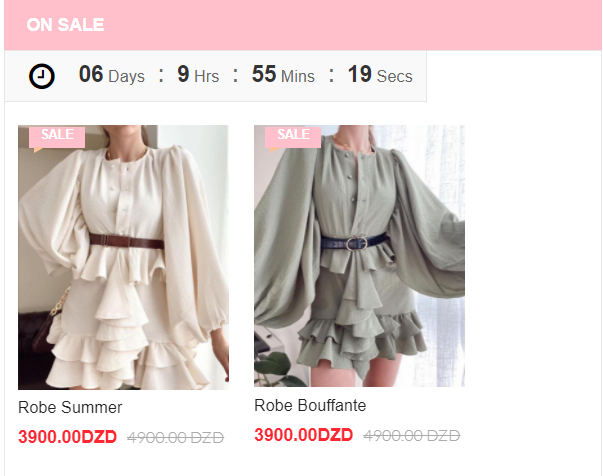 ON SALE
06 Days : 9 Hrs : 55 Mins : 19 Secs
SALE
SALE
Robe Summer
3900.00DZD 4900.00 DZD
Robe Bouffante
3900.00DZD 4900.00 DZD